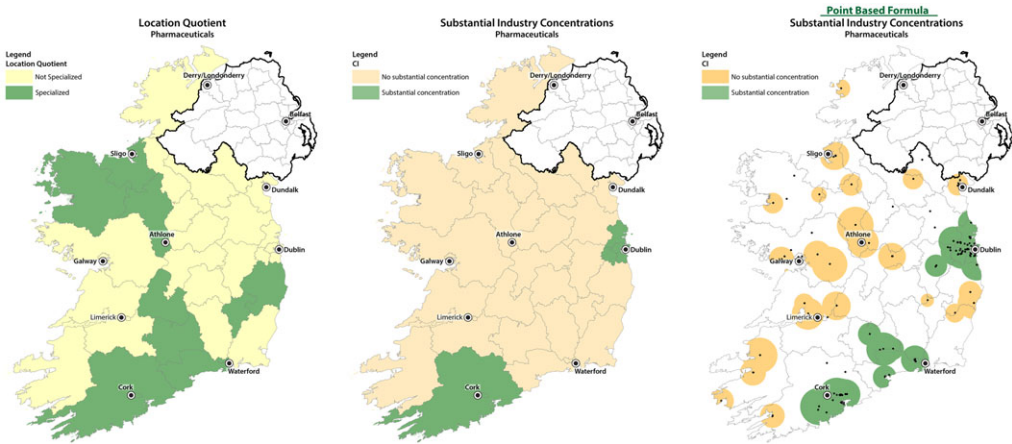 Location Quotient
Pharmaceuticals
Legend
Location Quotient
Not Specialized
Specialized
Derry/Londonderry
Belfast
Sligo
Dundalk
Athlone
Dublin
Galway
Limerick
Waterford
Cork
Substantial Industry Concentrations
Pharmaceuticals
Legend
CI
No substantial concentration
Substantial concentration
Derry/Londonderry
Belfast
Sligo
Dundalk
Athlone
Dublin
Galway
Limerick
Waterford
Cork
Point Based Formula
Substantial Industry Concentrations
Pharmaceuticals
Legend
CI
No substantial concentration
Substantial concentration
Derry/Londonderry
Belfast
Sligo
Dundalk
Athlone
Dublin
Galway
Limerick
Waterford
Cork